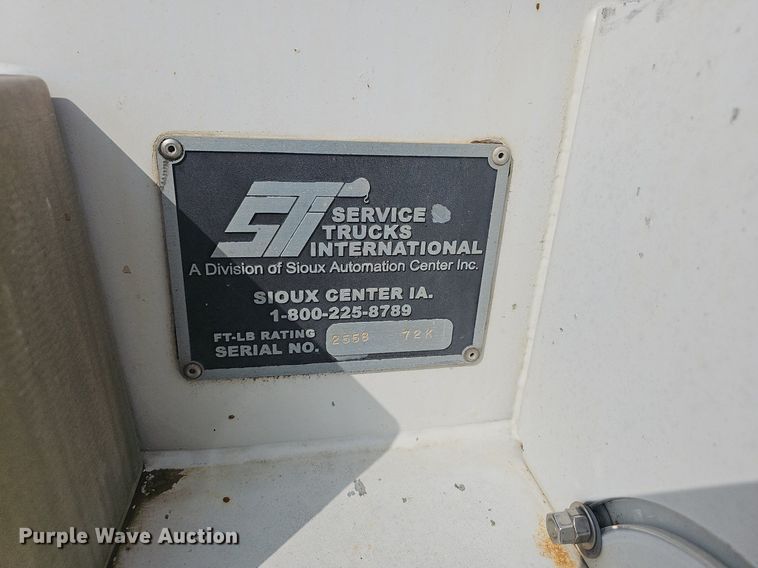 STI
SERVICE
TRUCKS
INTERNATIONAL
A Division of Sioux Automation Center Inc.
SIOUX CENTER IA.
1-800-225-8789
FT-LB RATING
SERIAL NO. 2558 72K
Purple Wave Auction